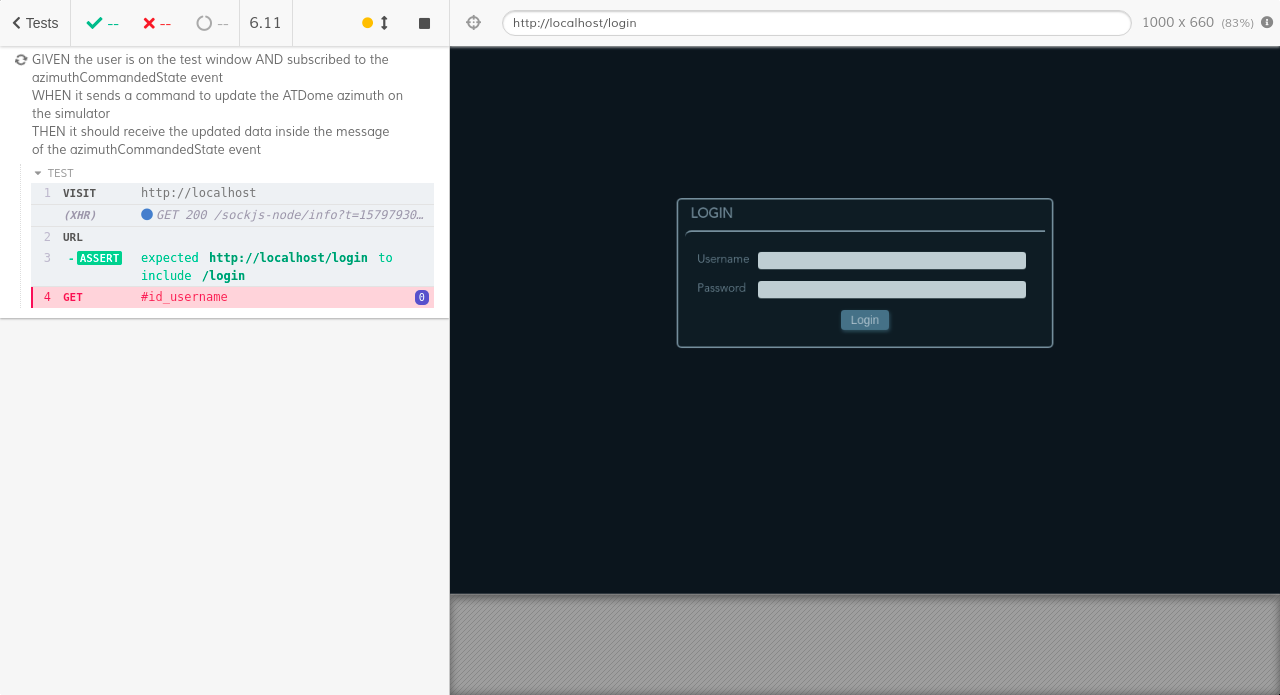 Tests -- -- -- 6.11
http://localhost/login 1000 x 660 (83%)
GIVEN the user is on the test window AND subscribed to the
azimuthCommandedState event
WHEN it sends a command to update the ATDome azimuth on
the simulator
THEN it should receive the updated data inside the message
of the azimuthCommandedState event
TEST
1 VISIT http://localhost
(XHR) GET 200 /sockjs-node/info?t=15797930…
2 URL
3 -ASSERT expected http://localhost/login to
include /login
4 GET #id_username 0
LOGIN
Username
Password
Login